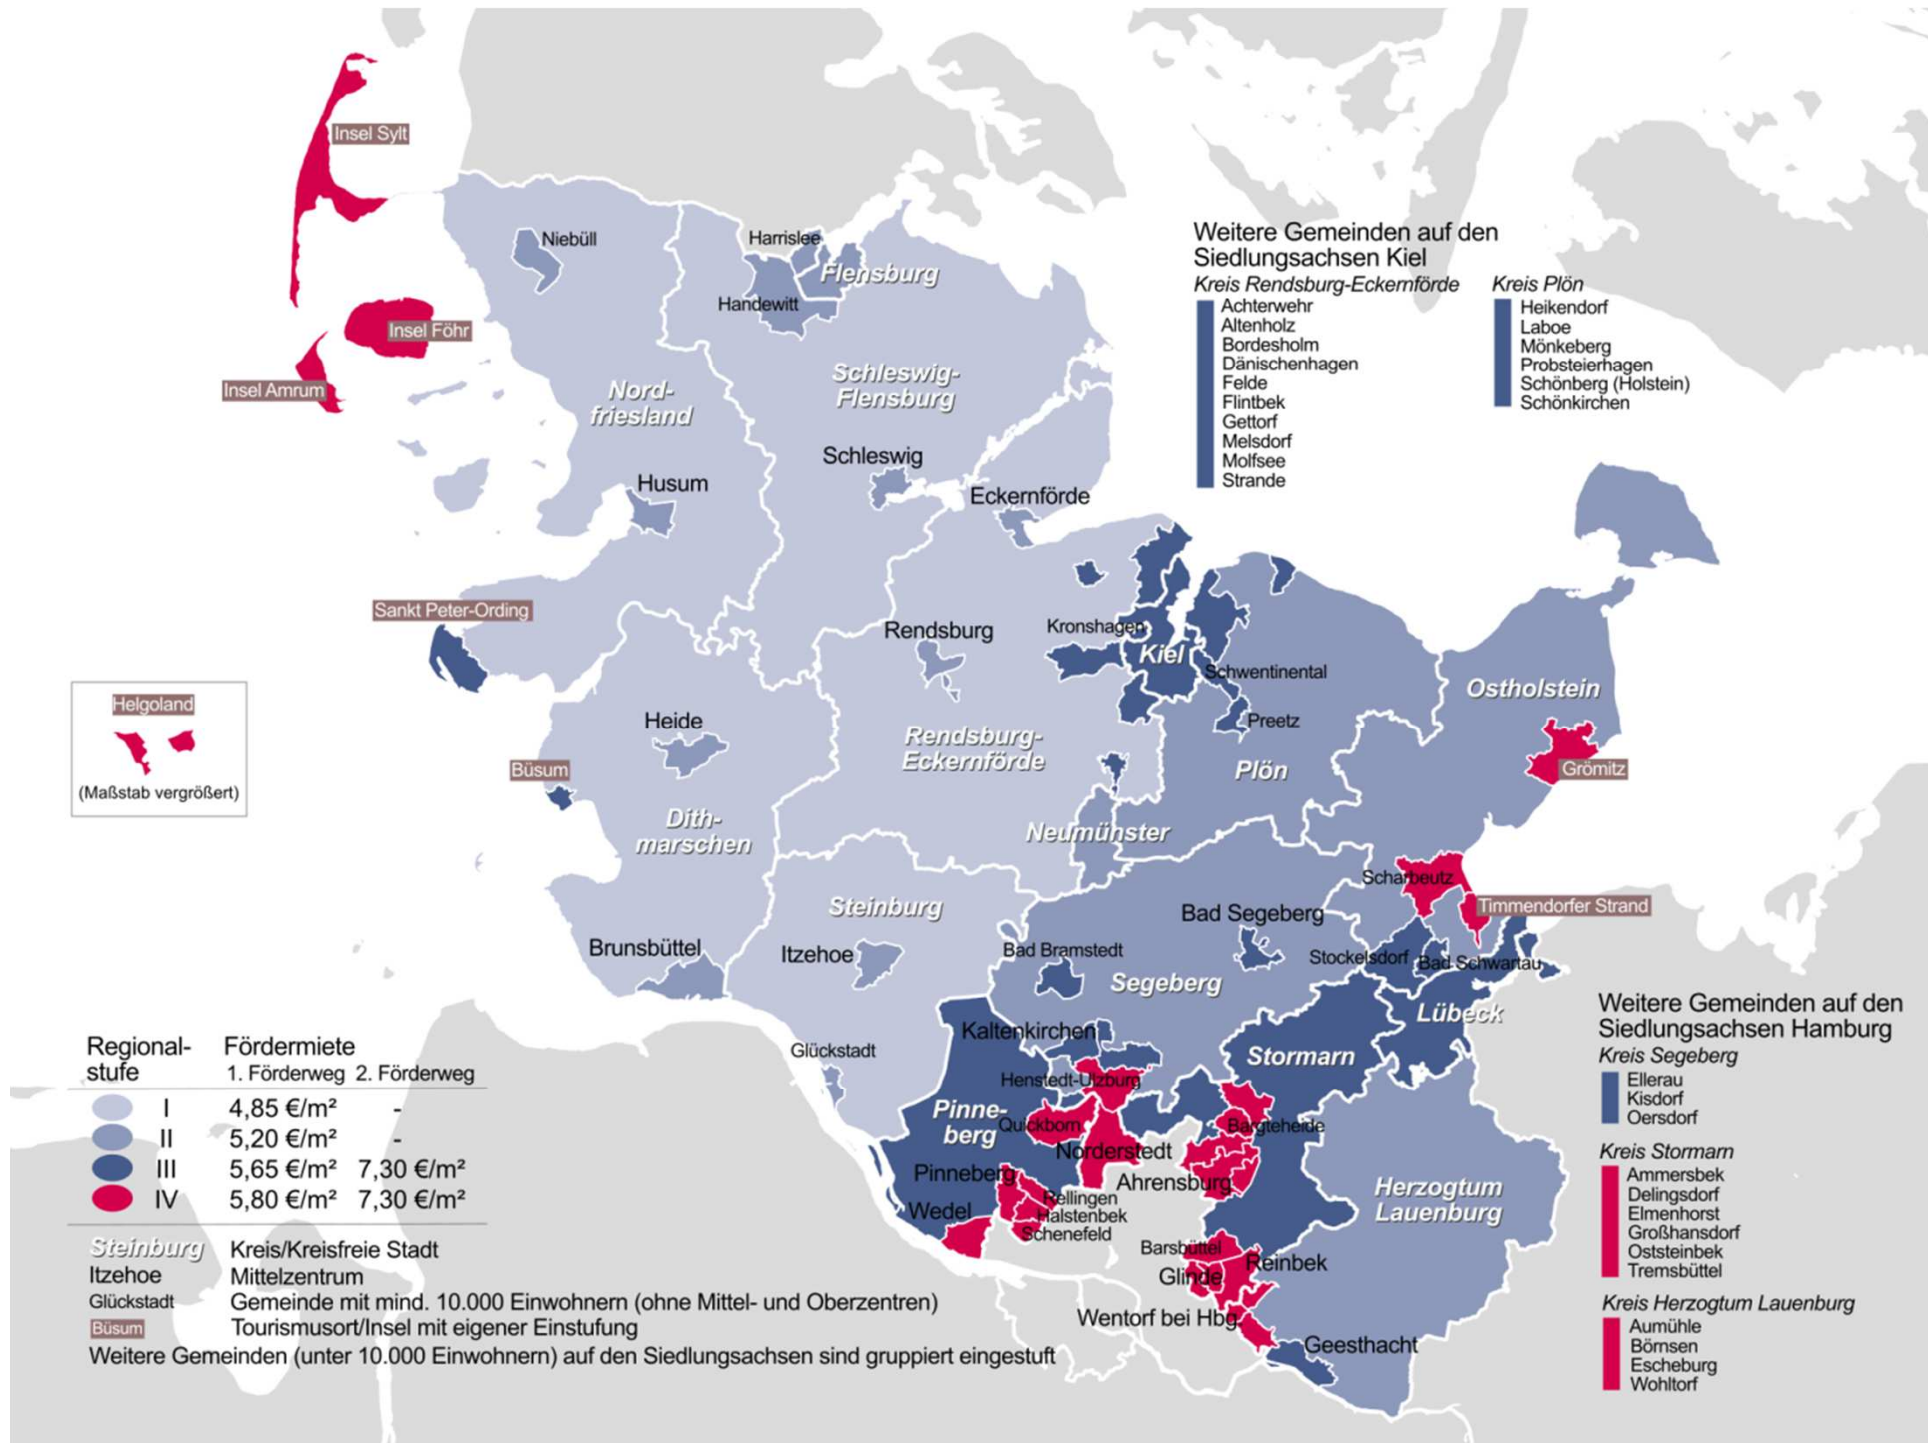 Insel Sylt
Niebüll
Harrislee
Flensburg
Handewitt
Insel Föhr
Insel Amrum
Nord-
friesland
Schleswig-
Flensburg
Schleswig
Husum
Eckernförde
Weitere Gemeinden auf den
Siedlungsachsen Kiel
Kreis Rendsburg-Eckernförde
Achterwehr
Altenholz
Bordesholm
Dänischenhagen
Felde
Flintbek
Gettorf
Melsdorf
Molfsee
Strande
Kreis Plön
Heikendorf
Laboe
Mönkeberg
Probsteierhagen
Schönberg (Holstein)
Schönkirchen
Sankt Peter-Ording
Rendsburg
Kronshagen
Kiel
Schwentinental
Preetz
Ostholstein
Helgoland
(Maßstab vergrößert)
Heide
Büsum
Rendsburg-
Eckernförde
Plön
Grömitz
Dith-
marschen
Neumünster
Steinburg
Scharbeutz
Timmendorfer Strand
Bad Segeberg
Brunsbüttel
Itzehoe
Bad Bramstedt
Segeberg
Stockelsdorf
Bad Schwartau
Lübeck
Kaltenkirchen
Stormarn
Glückstadt
Henstedt-Ulzburg
Pinne-
berg
Quickborn
Bargteheide
Norderstedt
Pinneberg
Ahrensburg
Rellingen
Wedel
Halstenbek
Schenefeld
Herzogtum
Lauenburg
Barsbüttel
Reinbek
Glinde
Wentorf bei Hbg.
Geesthacht
Weitere Gemeinden auf den
Siedlungsachsen Hamburg
Kreis Segeberg
Ellerau
Kisdorf
Oersdorf
Kreis Stormarn
Ammersbek
Delingsdorf
Elmenhorst
Großhansdorf
Oststeinbek
Tremsbüttel
Kreis Herzogtum Lauenburg
Aumühle
Börnsen
Escheburg
Wohltorf
Regional-
stufe
Fördermiete
1. Förderweg 2. Förderweg
I 4,85 €/m² -
II 5,20 €/m² -
III 5,65 €/m² 7,30 €/m²
IV 5,80 €/m² 7,30 €/m²
Steinburg Kreis/Kreisfreie Stadt
Itzehoe Mittelzentrum
Glückstadt Gemeinde mit mind. 10.000 Einwohnern (ohne Mittel- und Oberzentren)
Büsum Tourismusort/Insel mit eigener Einstufung
Weitere Gemeinden (unter 10.000 Einwohnern) auf den Siedlungsachsen sind gruppiert eingestuft